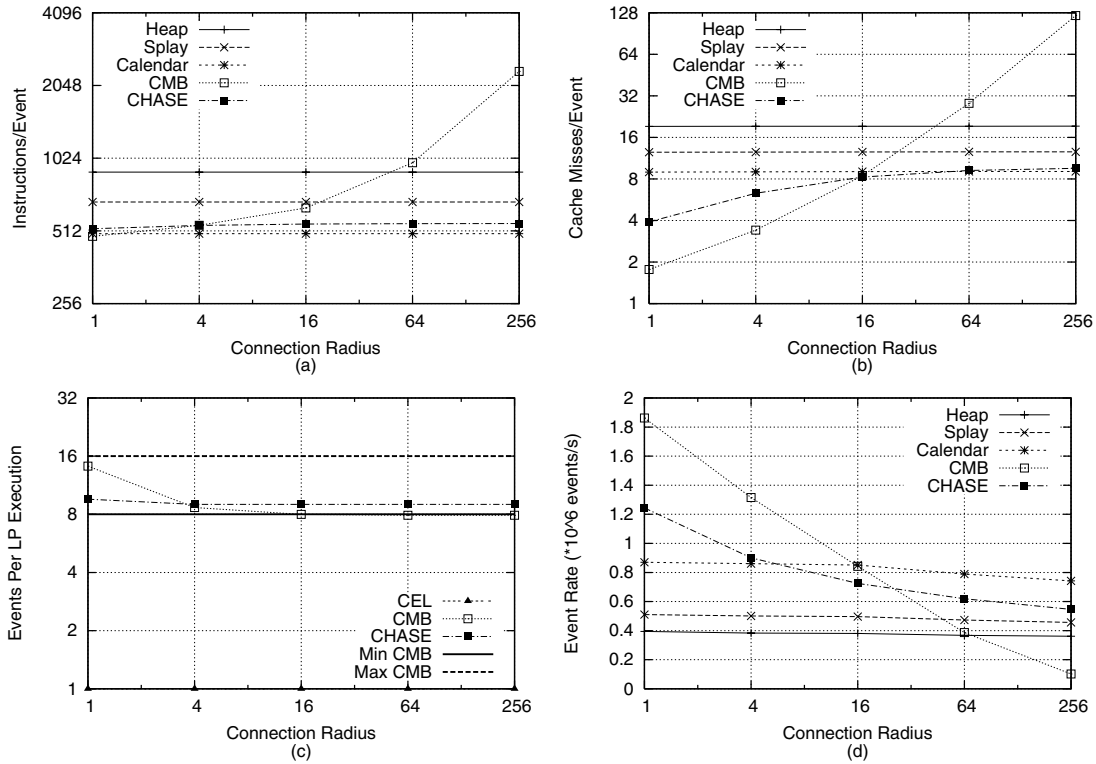 4096
2048
1024
512
256
Instructions/Event
Heap
Splay
Calendar
CMB
CHASE
1 4 16 64 256
Connection Radius
(a)
128
64
32
16
8
4
2
1
Cache Misses/Event
Heap
Splay
Calendar
CMB
CHASE
1 4 16 64 256
Connection Radius
(b)
32
16
8
4
2
1
Events Per LP Execution
CEL
CMB
CHASE
Min CMB
Max CMB
1 4 16 64 256
Connection Radius
(c)
2
1.8
1.6
1.4
1.2
1
0.8
0.6
0.4
0.2
0
Event Rate (*10^6 events/s)
Heap
Splay
Calendar
CMB
CHASE
1 4 16 64 256
Connection Radius
(d)